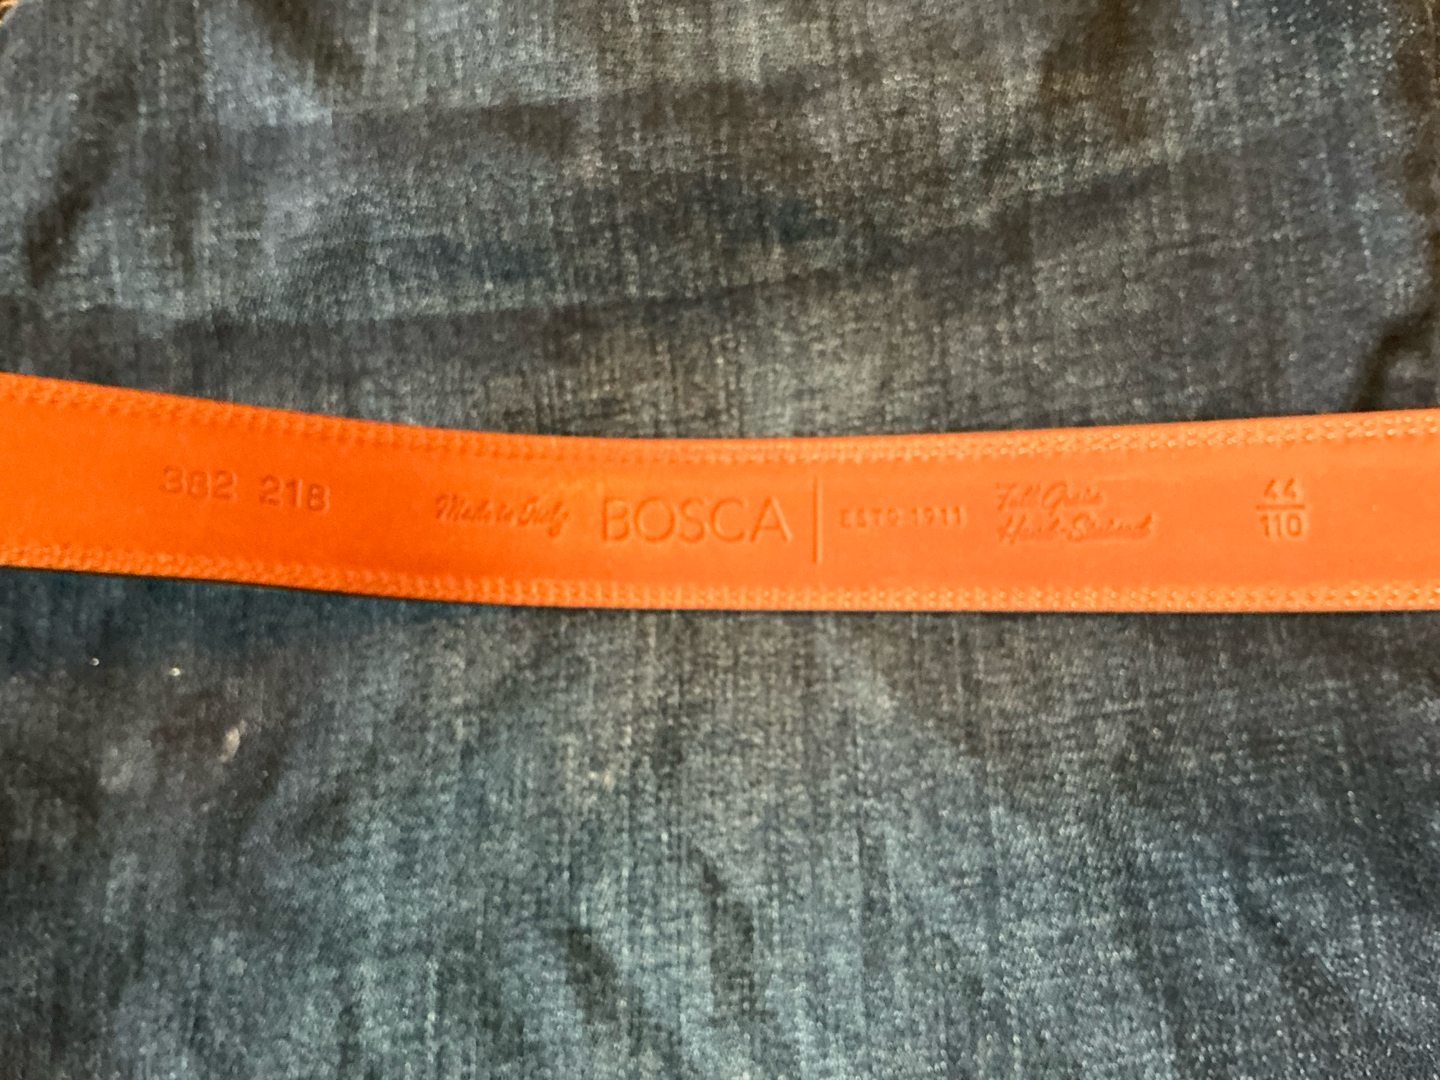 382 218
Made in Italy BOSCA | ESTD 1911
Full Grain
Hand-Stained
44
110